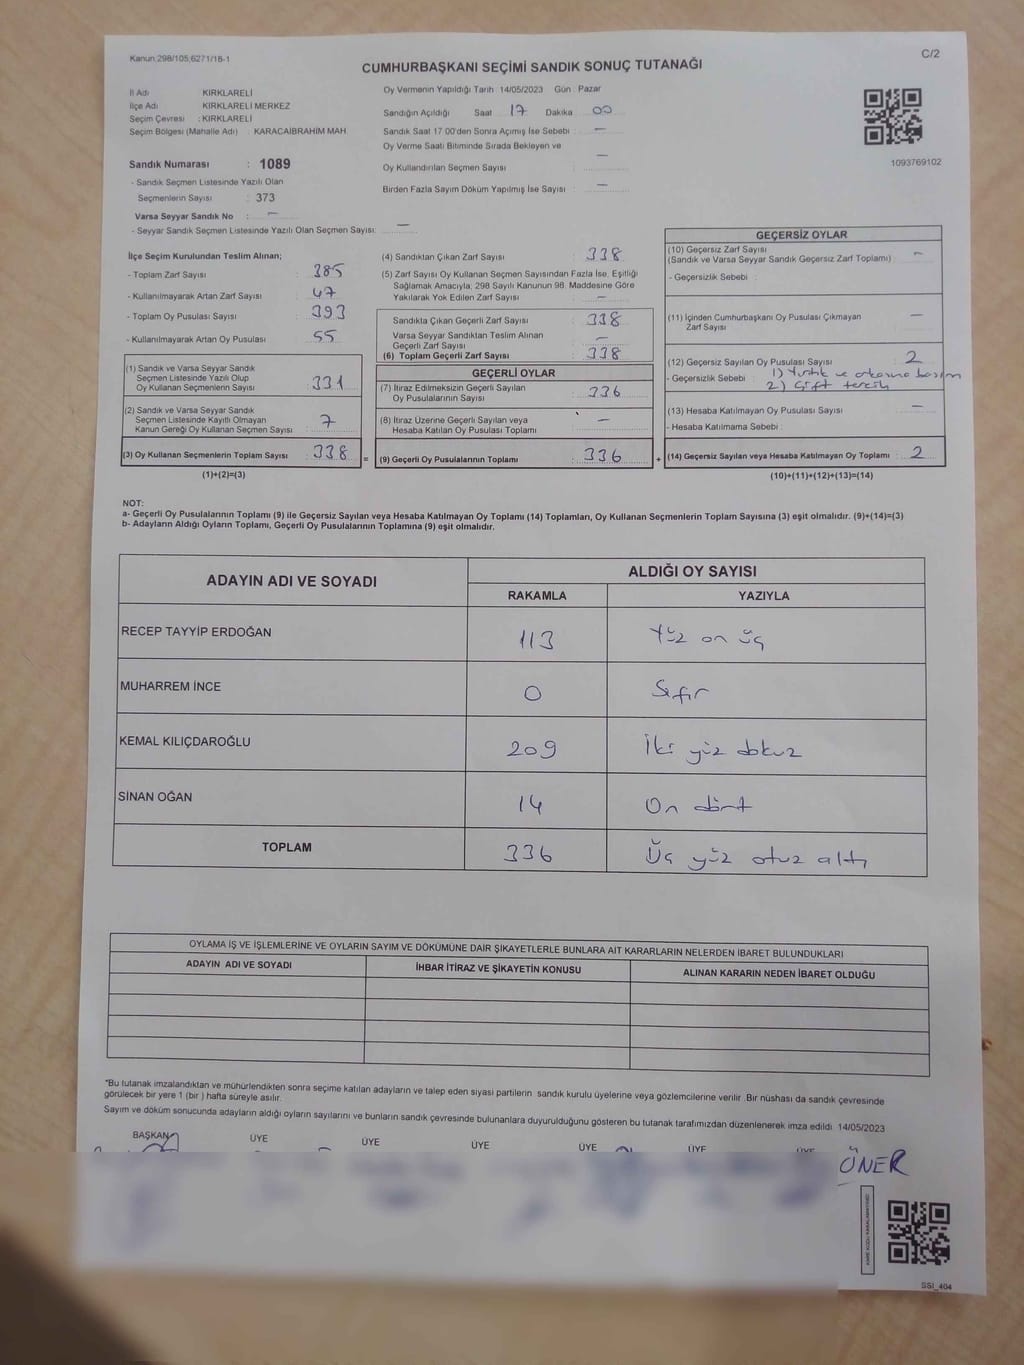 Kanun,298/105,6271/18-1
C/2
CUMHURBAŞKANI SEÇİMİ SANDIK SONUÇ TUTANAĞI
İl Adı KIRKLARELİ
İlçe Adı KIRKLARELİ MERKEZ
Seçim Çevresi : KIRKLARELİ
Seçim Bölgesi (Mahalle Adı) : KARACAİBRAHİM MAH.
Sandık Numarası : 1089
- Sandık Seçmen Listesinde Yazılı Olan
Seçmenlerin Sayısı : 373
Varsa Seyyar Sandık No : –
- Seyyar Sandık Seçmen Listesinde Yazılı Olan Seçmen Sayısı: –
Oy Vermenin Yapıldığı Tarih 14/05/2023 Gün : Pazar
Sandığın Açıldığı Saat 17 Dakika 00
Sandık Saat 17 00'den Sonra Açımış İse Sebebi : –
Oy Verme Saati Bitiminde Sırada Bekleyen ve
Oy Kullandırılan Seçmen Sayısı : –
Birden Fazla Sayım Döküm Yapılmış İse Sayısı : –
1093769102
İlçe Seçim Kurulundan Teslim Alınan;
- Toplam Zarf Sayısı : 385
- Kullanılmayarak Artan Zarf Sayısı : 47
- Toplam Oy Pusulası Sayısı : 393
- Kullanılmayarak Artan Oy Pusulası : 55
(1) Sandık ve Varsa Seyyar Sandık
Seçmen Listesinde Yazılı Olup
Oy Kullanan Seçmenlerin Sayısı : 331
(2) Sandık ve Varsa Seyyar Sandık
Seçmen Listesinde Kayıtlı Olmayan
Kanun Gereği Oy Kullanan Seçmen Sayısı : 7
(3) Oy Kullanan Seçmenlerin Toplam Sayısı : 338 =
(1)+(2)=(3)
(4) Sandıktan Çıkan Zarf Sayısı : 338
(5) Zarf Sayısı Oy Kullanan Seçmen Sayısından Fazla İse, Eşitliği
Sağlamak Amacıyla; 298 Sayılı Kanunun 98. Maddesine Göre
Yakılarak Yok Edilen Zarf Sayısı : –
Sandıkta Çıkan Geçerli Zarf Sayısı : 338
Varsa Seyyar Sandıktan Teslim Alınan
Geçerli Zarf Sayısı : –
(6) Toplam Geçerli Zarf Sayısı : 338
GEÇERLİ OYLAR
(7) İtiraz Edilmeksizin Geçerli Sayılan
Oy Pusulalarının Sayısı : 336
(8) İtiraz Üzerine Geçerli Sayılan veya
Hesaba Katılan Oy Pusulası Toplamı : –
(9) Geçerli Oy Pusulalarının Toplamı : 336 +
GEÇERSİZ OYLAR
(10) Geçersiz Zarf Sayısı
(Sandık ve Varsa Seyyar Sandık Geçersiz Zarf Toplamı) : –
- Geçersizlik Sebebi :
(11) İçinden Cumhurbaşkanı Oy Pusulası Çıkmayan
Zarf Sayısı : –
(12) Geçersiz Sayılan Oy Pusulası Sayısı : 2
- Geçersizlik Sebebi : 1) Yırtık ve
2) Çift tercih
(13) Hesaba Katılmayan Oy Pusulası Sayısı : –
- Hesaba Katılmama Sebebi :
(14) Geçersiz Sayılan veya Hesaba Katılmayan Oy Toplamı : 2
(10)+(11)+(12)+(13)=(14)
NOT:
a- Geçerli Oy Pusulalarının Toplamı (9) ile Geçersiz Sayılan veya Hesaba Katılmayan Oy Toplamı (14) Toplamları, Oy Kullanan Seçmenlerin Toplam Sayısına (3) eşit olmalıdır. (9)+(14)=(3)
b- Adayların Aldığı Oyların Toplamı, Geçerli Oy Pusulalarının Toplamına (9) eşit olmalıdır.
ADAYIN ADI VE SOYADI
ALDIĞI OY SAYISI
RAKAMLA YAZIYLA
RECEP TAYYİP ERDOĞAN 113 Yüz on üç
MUHARREM İNCE 0 Sıfır
KEMAL KILIÇDAROĞLU 209 İki yüz dokuz
SİNAN OĞAN 14 On dört
TOPLAM 336 Üç yüz otuz altı
OYLAMA İŞ VE İŞLEMLERİNE VE OYLARIN SAYIM VE DÖKÜMÜNE DAİR ŞİKAYETLERLE BUNLARA AİT KARARLARIN NELERDEN İBARET BULUNDUKLARI
ADAYIN ADI VE SOYADI İHBAR İTİRAZ VE ŞİKAYETİN KONUSU ALINAN KARARIN NEDEN İBARET OLDUĞU
*Bu tutanak imzalandıktan ve mühürlendikten sonra seçime katılan adayların ve talep eden siyasi partilerin sandık kurulu üyelerine veya gözlemcilerine verilir .Bir nüshası da sandık çevresinde
görülecek bir yere 1 (bir ) hafta süreyle asılır.
Sayım ve döküm sonucunda adayların aldığı oyların sayılarını ve bunların sandık çevresinde bulunanlara duyurulduğunu gösteren bu tutanak tarafımızdan düzenlenerek imza edildi. 14/05/2023
BAŞKAN ÜYE ÜYE ÜYE ÜYE ÜYE ÜYE
ÖNER
SSI_404